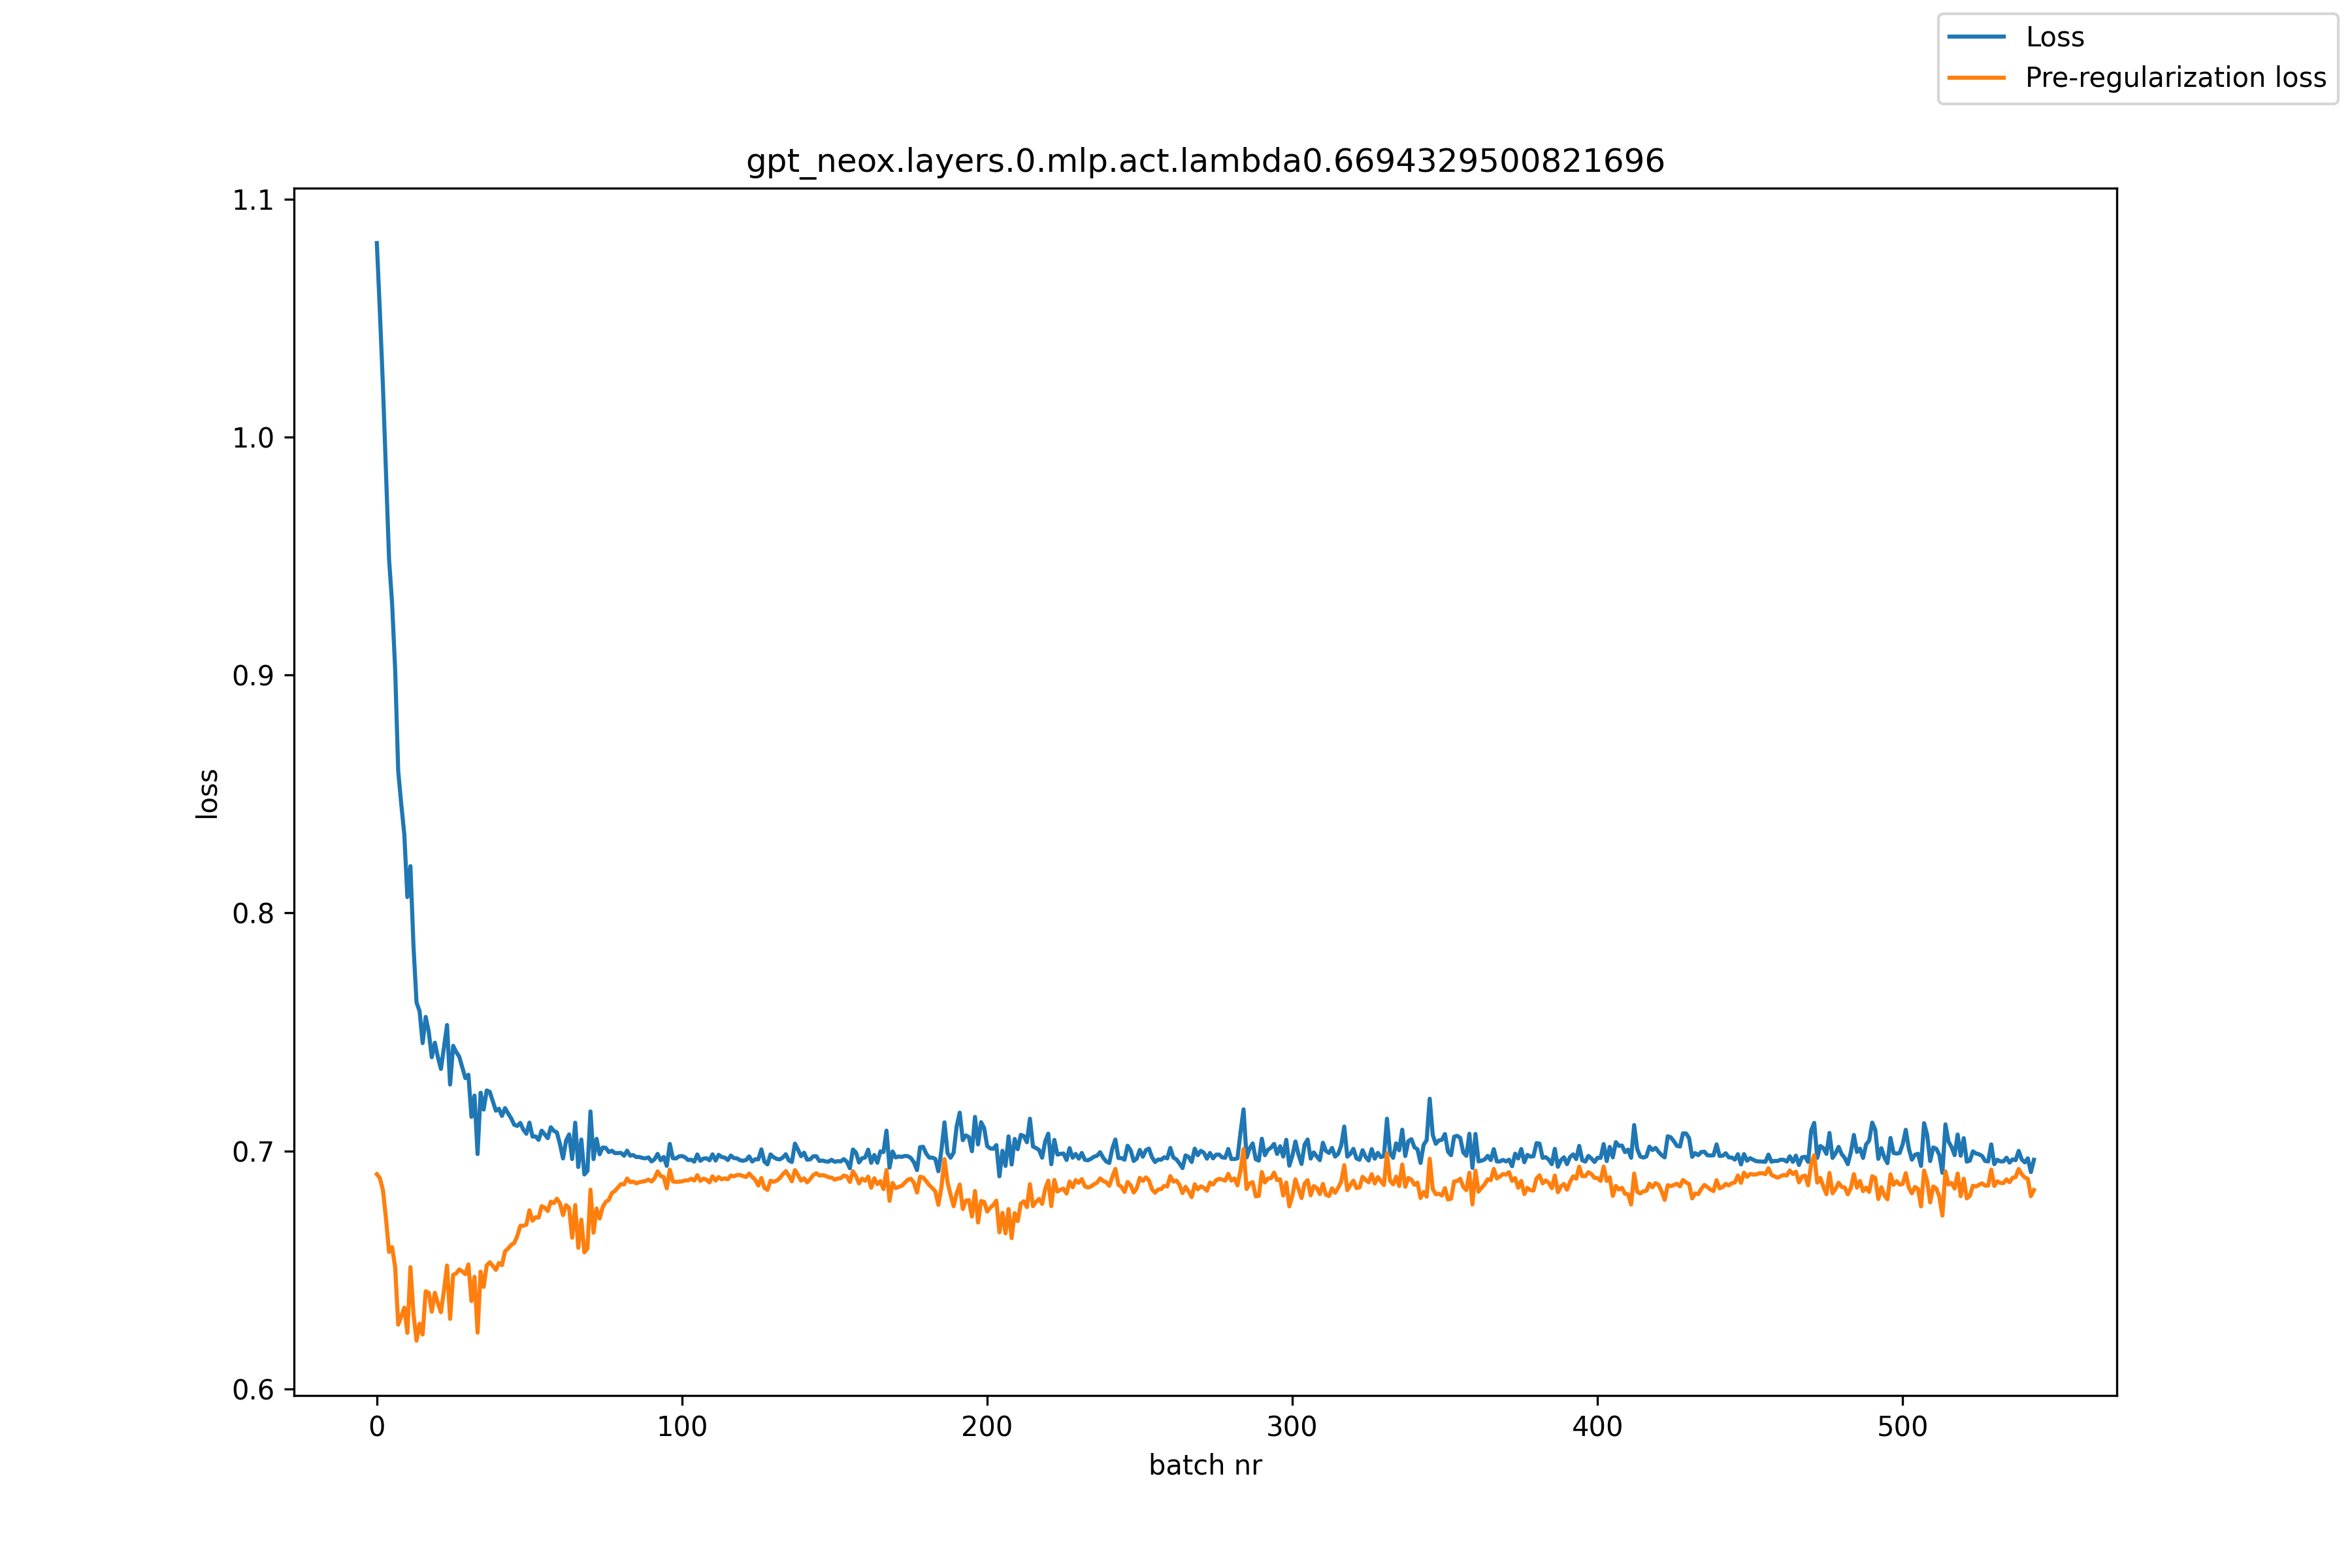 Loss
Pre-regularization loss
gpt_neox.layers.0.mlp.act.lambda0.6694329500821696
1.1
1.0
0.9
0.8
0.7
0.6
loss
0 100 200 300 400 500
batch nr